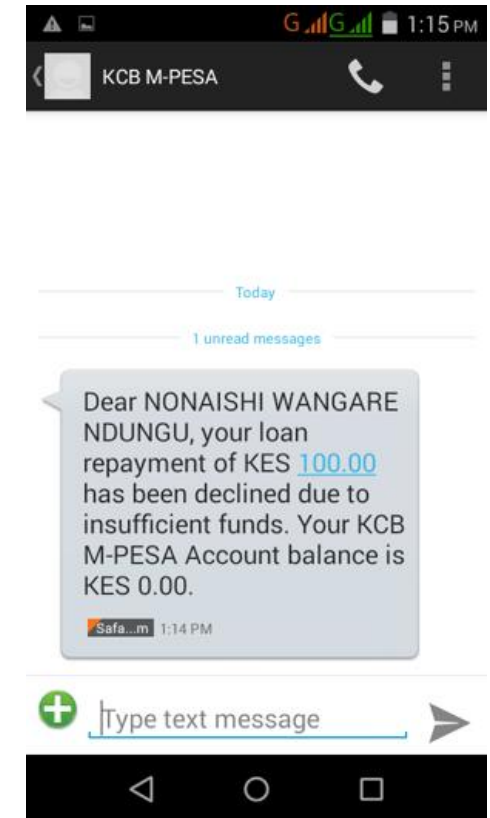 G G 1:15 PM
KCB M-PESA
Today
1 unread messages
Dear NONAISHI WANGARE
NDUNGU, your loan
repayment of KES 100.00
has been declined due to
insufficient funds. Your KCB
M-PESA Account balance is
KES 0.00.
Safa...m 1:14 PM
Type text message